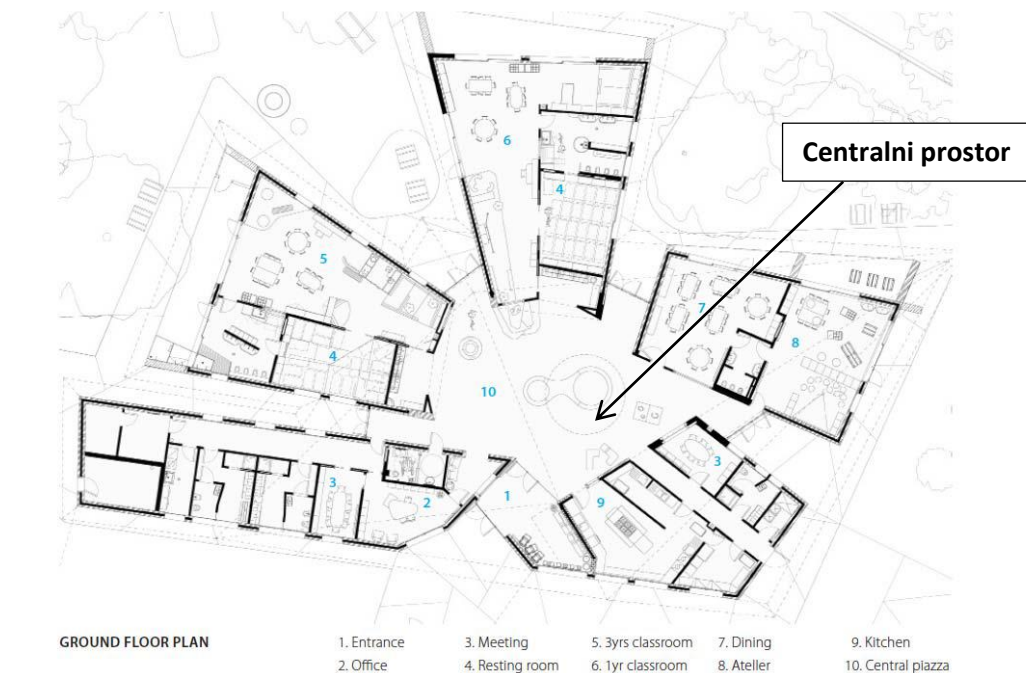 Centralni prostor
6
4
5
7
8
4
10
3
3
1
2
9
GROUND FLOOR PLAN
1. Entrance
3. Meeting
5. 3yrs classroom
7. Dining
9. Kitchen
2. Office
4. Resting room
6. 1yr classroom
8. Ateller
10. Central piazza